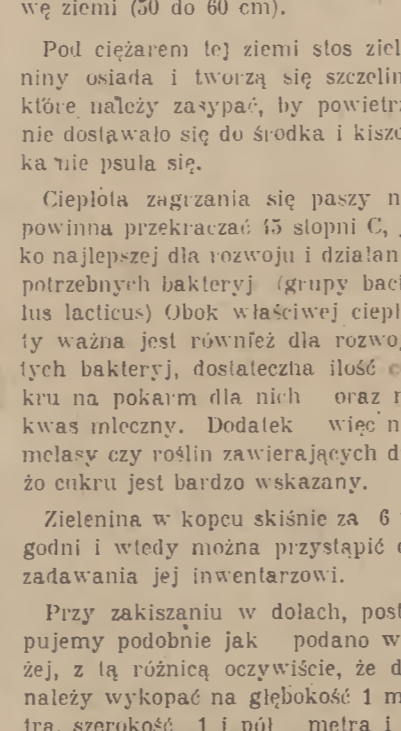 wę ziemi (50 do 60 cm).
Pod ciężarem tej ziemi stos ziel
niny osiada i tworzą się szczelin
które należy zasypać, by powietrz
nie dostawało się do środka i kiszo
ka nie psula się.
Ciepłota zagrzania się paszy n
powinna przekraczać 45 stopni C, j
ko najlepszej dla rozwoju i działan
potrzebnych bakteryj (grupy baci
lus lacticus) Obok właściwej ciepł
ty ważna jest również dla rozwoj
tych bakteryj, dostateczna ilość c
kru na pokarm dla nich oraz n
kwas mleczny. Dodatek więc n
melasy czy roślin zawierających d
żo cukru jest bardzo wskazany.
Zielenina w kopcu skiśnie za 6 t
godni i wtedy można przystąpić d
zadawania jej inwentarzowi.
Przy zakiszaniu w dołach, post
pujemy podobnie jak podano w
żej, z tą różnicą oczywiście, że d
należy wykopać na głębokość 1 m
tra, szerokość 1 i pół metra i